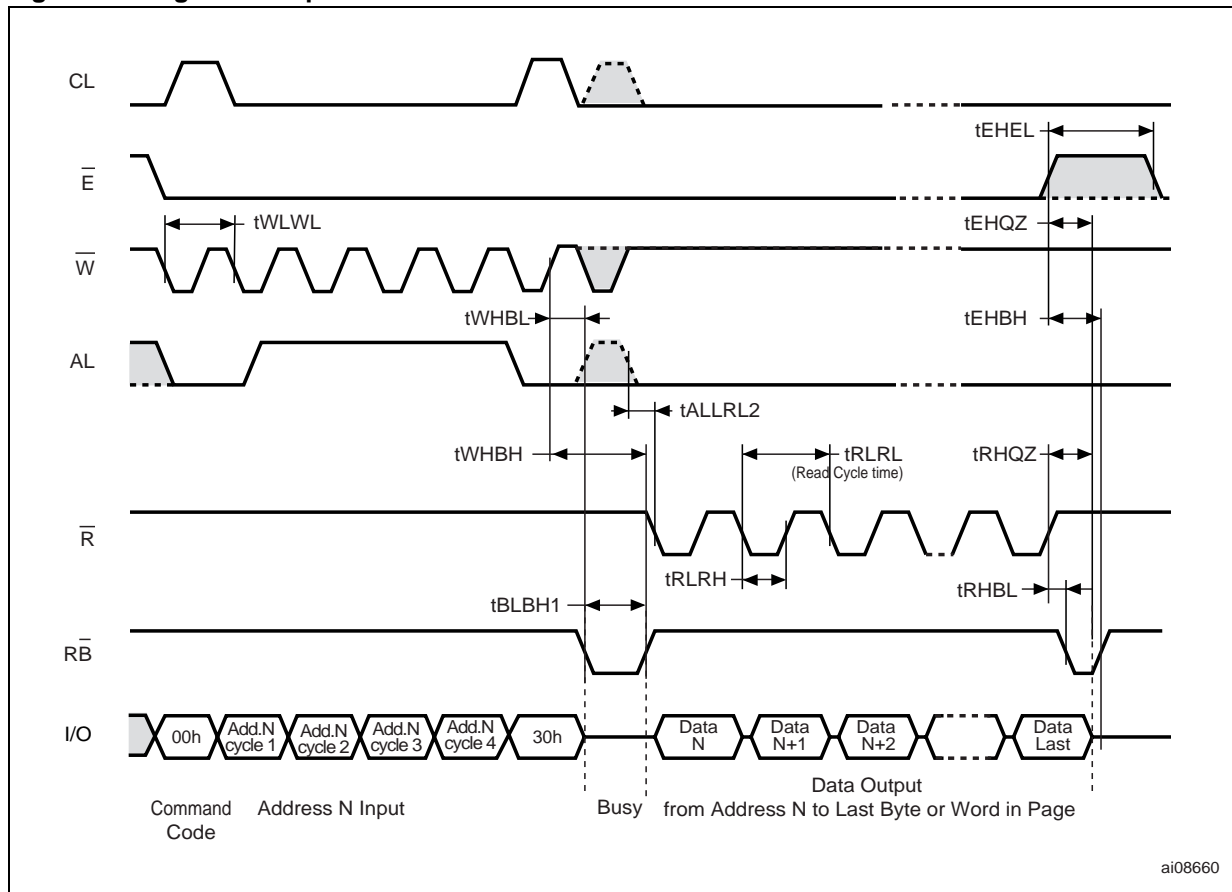 CL
tEHEL
E
tWLWL
tEHQZ
W
tWHBL
tEHBH
AL
tALLRL2
tWHBH
tRLRL
(Read Cycle time)
tRHQZ
R
tRLRH
tRHBL
tBLBH1
RB
I/O
00h
Add.N cycle 1
Add.N cycle 2
Add.N cycle 3
Add.N cycle 4
30h
Data N
Data N+1
Data N+2
Data Last
Command Code
Address N Input
Busy
Data Output
from Address N to Last Byte or Word in Page
ai08660